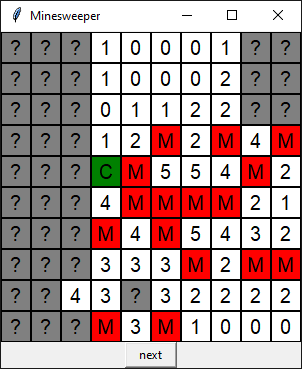 Minesweeper
? ? ? 1 0 0 0 1 ? ?
? ? ? 1 0 0 0 2 ? ?
? ? ? 0 1 1 2 2 ? ?
? ? ? 1 2 M 2 M 4 M
? ? ? C M 5 5 4 M 2
? ? ? 4 M M M M 2 1
? ? ? M 4 M 5 4 3 2
? ? ? 3 3 3 M 2 M M
? ? 4 3 ? 3 2 2 2 2
? ? ? M 3 M 1 0 0 0
next